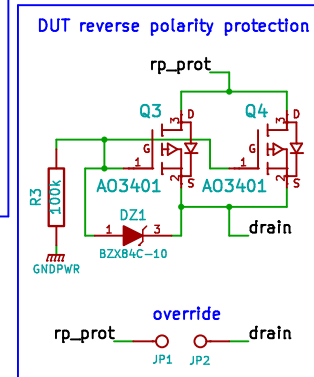 DUT reverse polarity protection
rp_prot
Q3
Q4
3 D
3 D
G
G
1
1
R3
100k
AO3401
AO3401
2 S
2 S
DZ1
1
3
drain
BZX84C-10
GNDPWR
override
rp_prot
drain
JP1
JP2